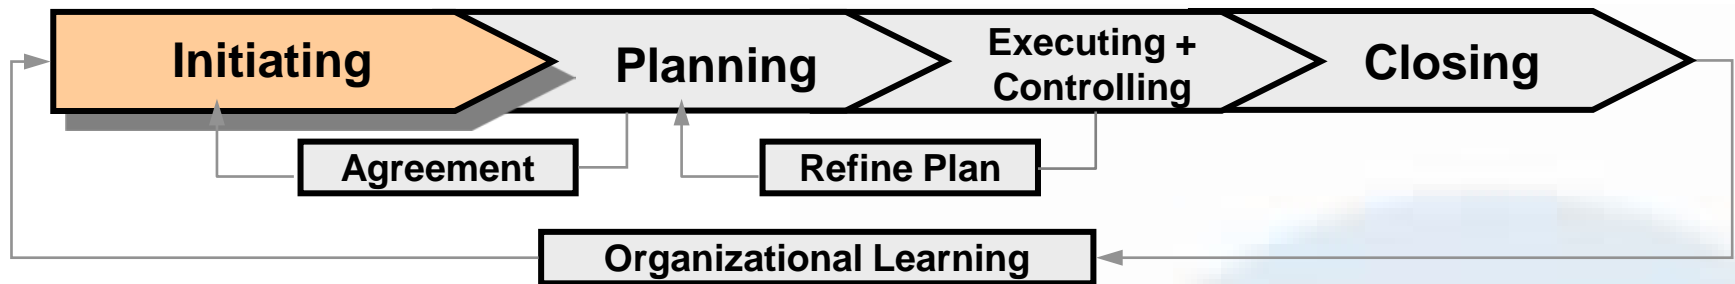 Initiating
Planning
Executing +
Controlling
Closing
Agreement
Refine Plan
Organizational Learning